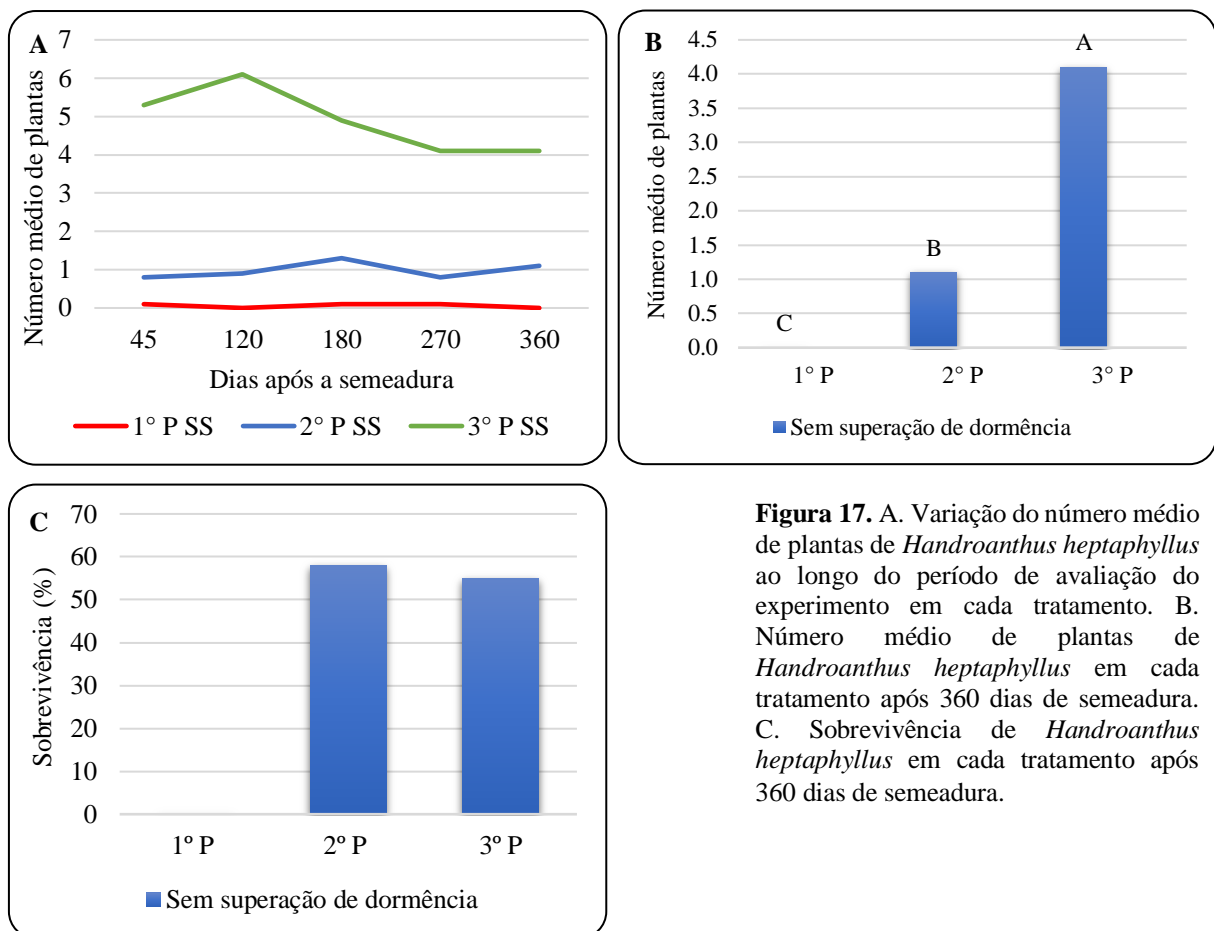 A
Número médio de plantas
7
6
5
4
3
2
1
0
45 120 180 270 360
Dias após a semeadura
1° P SS 2° P SS 3° P SS
B
Número médio de plantas
4.5
4.0
3.5
3.0
2.5
2.0
1.5
1.0
0.5
0.0
C B A
1° P 2° P 3° P
Sem superação de dormência
C
Sobrevivência (%)
70
60
50
40
30
20
10
0
1º P 2º P 3º P
Sem superação de dormência
Figura 17. A. Variação do número médio
de plantas de Handroanthus heptaphyllus
ao longo do período de avaliação do
experimento em cada tratamento. B.
Número médio de plantas de
Handroanthus heptaphyllus em cada
tratamento após 360 dias de semeadura.
C. Sobrevivência de Handroanthus
heptaphyllus em cada tratamento após
360 dias de semeadura.